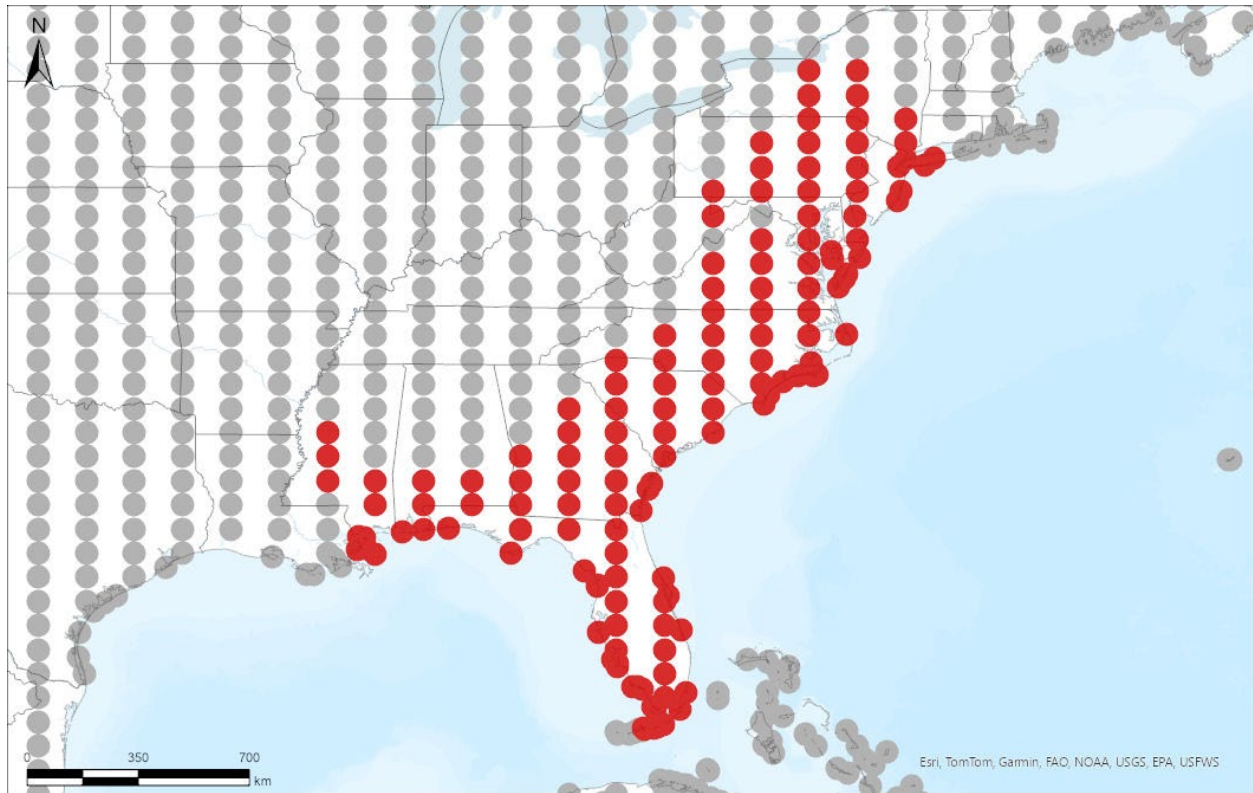 N
0 350 700
km
Esri, TomTom, Garmin, FAO, NOAA, USGS, EPA, USFWS